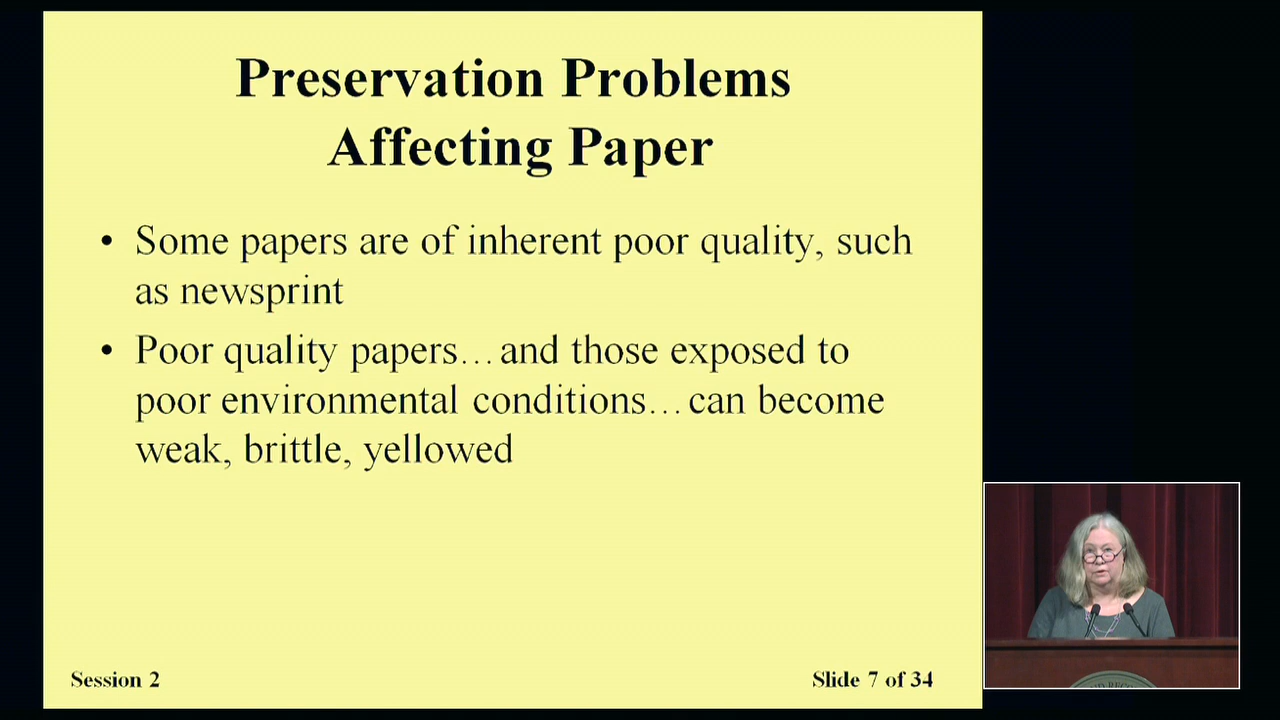 Preservation Problems
Affecting Paper
• Some papers are of inherent poor quality, such
as newsprint
• Poor quality papers…and those exposed to
poor environmental conditions…can become
weak, brittle, yellowed
Session 2
Slide 7 of 34